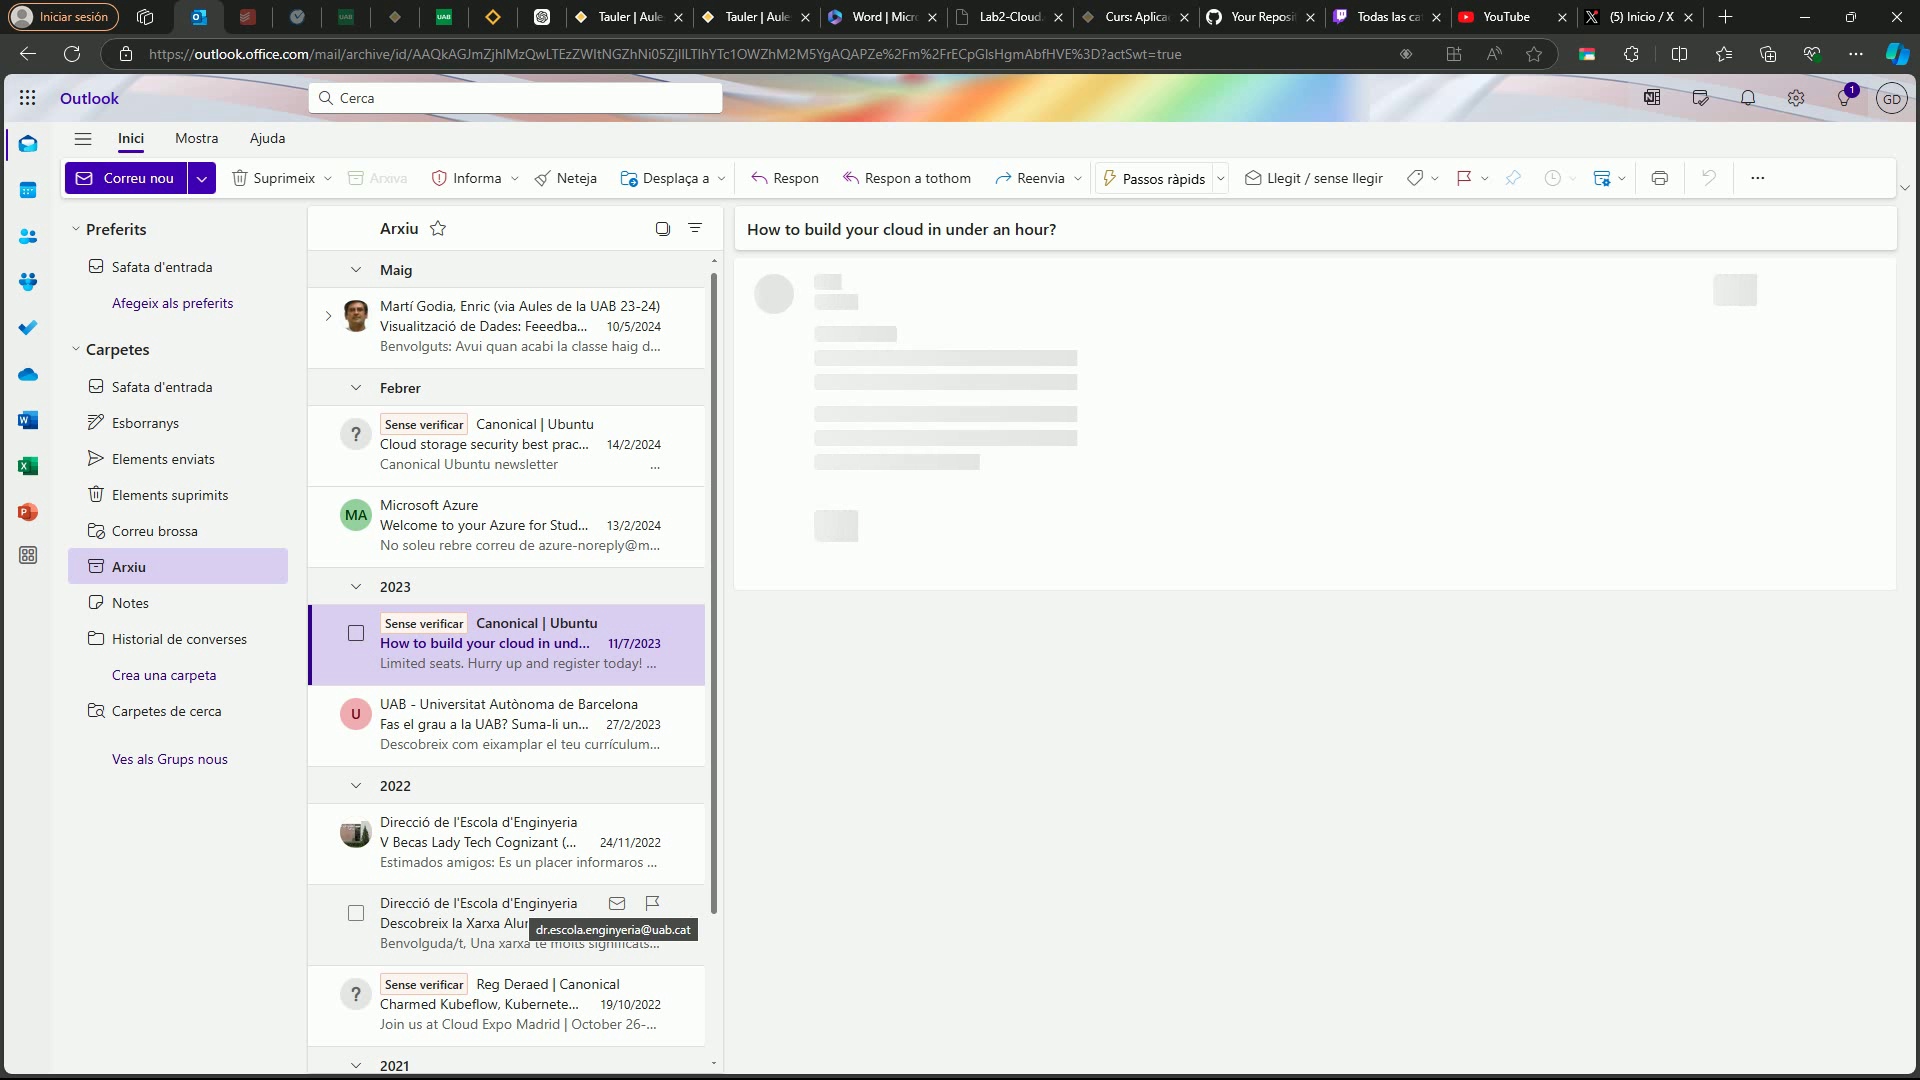 Iniciar sesión
Tauler | Aule
Tauler | Aule
Word | Micr
Lab2-Cloud
Curs: Aplica
Your Reposit
Todas las ca
YouTube
(5) Inicio / X
https://outlook.office.com/mail/archive/id/AAQkAGJmZjhlMzQwLTEzZWItNGZhNi05ZjllLTlhYTc1OWZhM2M5YgAQAPZe%2Fm%2FrECpGlsHgmAbfHVE%3D?actSwt=true
Outlook
Cerca
1
GD
Inici
Mostra
Ajuda
Correu nou
Suprimeix
Arxiva
Informa
Neteja
Desplaça a
Respon
Respon a tothom
Reenvia
Passos ràpids
Llegit / sense llegir
Preferits
Safata d'entrada
Afegeix als preferits
Carpetes
Safata d'entrada
Esborranys
Elements enviats
Elements suprimits
Correu brossa
Arxiu
Notes
Historial de converses
Crea una carpeta
Carpetes de cerca
Ves als Grups nous
Arxiu
Maig
Martí Godia, Enric (via Aules de la UAB 23-24)
Visualització de Dades: Feeedba... 10/5/2024
Benvolguts: Avui quan acabi la classe haig d...
Febrer
Sense verificar Canonical | Ubuntu
Cloud storage security best prac... 14/2/2024
Canonical Ubuntu newsletter ...
MA
Microsoft Azure
Welcome to your Azure for Stud... 13/2/2024
No soleu rebre correu de azure-noreply@m...
2023
Sense verificar Canonical | Ubuntu
How to build your cloud in und... 11/7/2023
Limited seats. Hurry up and register today! ...
U
UAB - Universitat Autònoma de Barcelona
Fas el grau a la UAB? Suma-li un... 27/2/2023
Descobreix com eixamplar el teu currículum...
2022
Direcció de l'Escola d'Enginyeria
V Becas Lady Tech Cognizant (... 24/11/2022
Estimados amigos: Es un placer informaros ...
Direcció de l'Escola d'Enginyeria
Descobreix la Xarxa Alu
dr.escola.enginyeria@uab.cat
Benvolguda/t, Una xarxa té molts significats...
Sense verificar Reg Deraed | Canonical
Charmed Kubeflow, Kubernete... 19/10/2022
Join us at Cloud Expo Madrid | October 26-...
2021
How to build your cloud in under an hour?